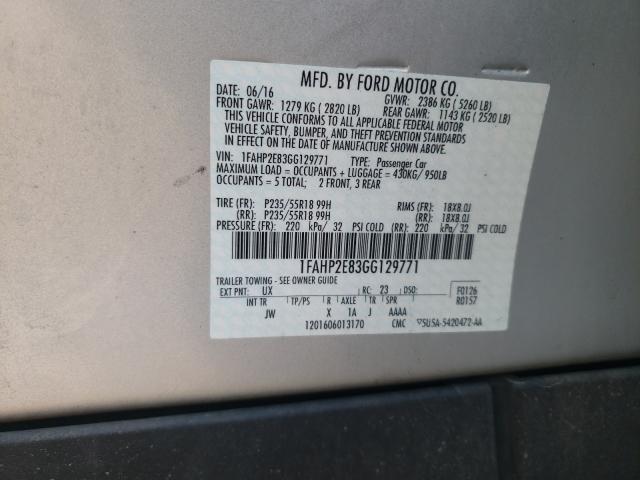 MFD. BY FORD MOTOR CO.
DATE: 06/16 GVWR: 2386 KG ( 5260 LB)
FRONT GAWR: 1279 KG ( 2820 LB) REAR GAWR: 1143 KG ( 2520 LB)
THIS VEHICLE CONFORMS TO ALL APPLICABLE FEDERAL MOTOR
VEHICLE SAFETY, BUMPER, AND THEFT PREVENTION STANDARDS
IN EFFECT ON THE DATE OF MANUFACTURE SHOWN ABOVE.
VIN: 1FAHP2E83GG129771 TYPE: Passenger Car
MAXIMUM LOAD = OCCUPANTS + LUGGAGE = 430KG/ 950LB
OCCUPANTS = 5 TOTAL; 2 FRONT, 3 REAR
TIRE (FR): P235/55R18 99H RIMS (FR): 18X8.0J
(RR): P235/55R18 99H (RR): 18X8.0J
PRESSURE (FR): 220 kPa/ 32 PSI COLD (RR): 220 kPa/ 32 PSI COLD
1FAHP2E83GG129771
TRAILER TOWING - SEE OWNER GUIDE
EXT PNT: UX RC: 23 DSO: F0126
INT TR TP/PS R AXLE TR SPR R0157
JW X 1A J AAAA
1201606013170 CMC ▽5U5A-5420472-AA